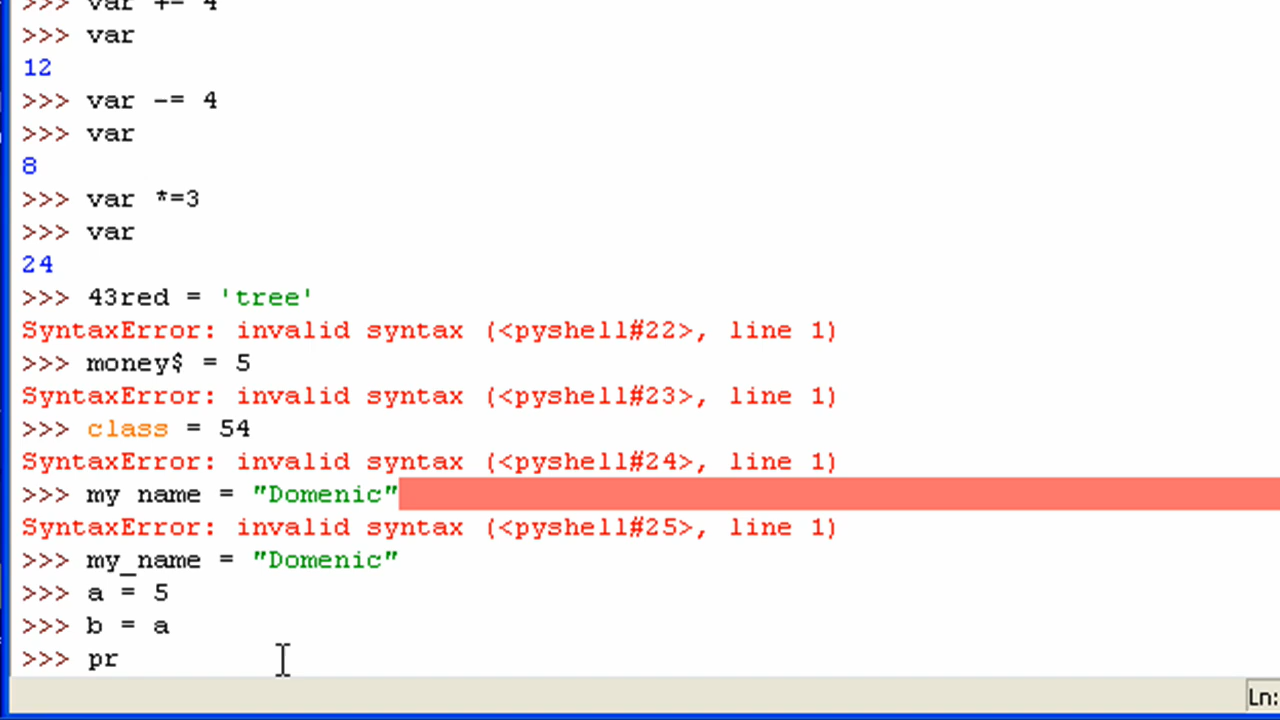 >>> var += 4
>>> var
12
>>> var -= 4
>>> var
8
>>> var *=3
>>> var
24
>>> 43red = 'tree'
SyntaxError: invalid syntax (<pyshell#22>, line 1)
>>> money$ = 5
SyntaxError: invalid syntax (<pyshell#23>, line 1)
>>> class = 54
SyntaxError: invalid syntax (<pyshell#24>, line 1)
>>> my name = "Domenic"
SyntaxError: invalid syntax (<pyshell#25>, line 1)
>>> my_name = "Domenic"
>>> a = 5
>>> b = a
>>> pr
Ln: